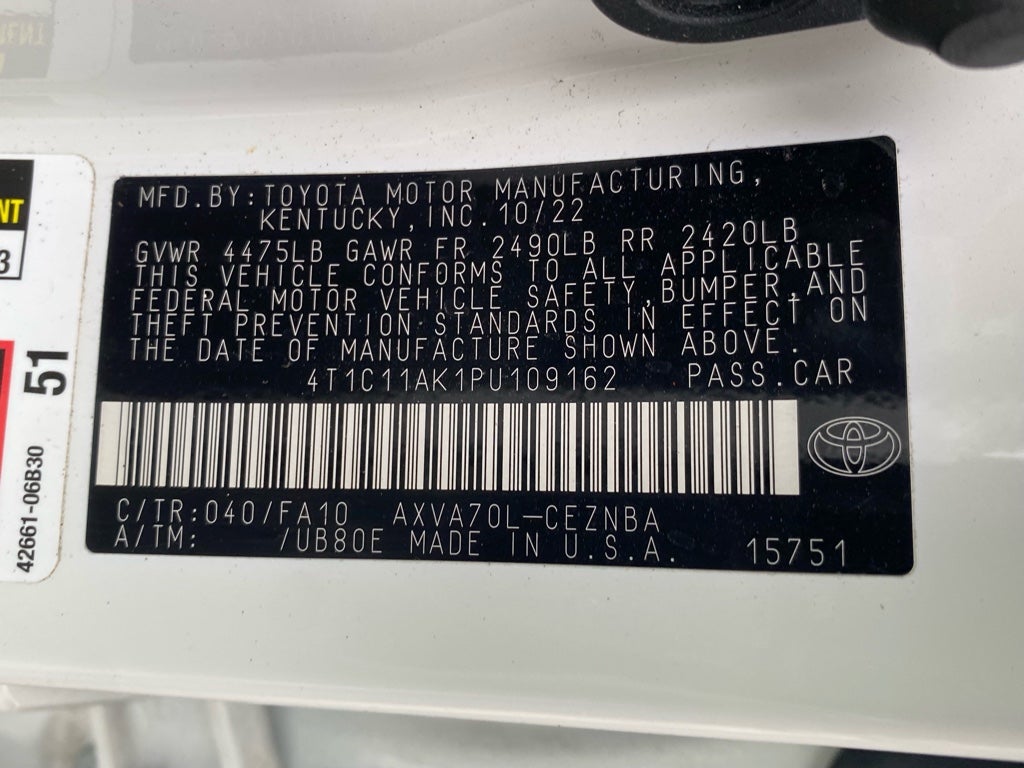 MFD.BY:TOYOTA MOTOR MANUFACTURING,
KENTUCKY,INC.10/22
GVWR 4475LB GAWR FR 2490LB RR 2420LB
THIS VEHICLE CONFORMS TO ALL APPLICABLE
FEDERAL MOTOR VEHICLE SAFETY,BUMPER,AND
THEFT PREVENTION STANDARDS IN EFFECT ON
THE DATE OF MANUFACTURE SHOWN ABOVE.
4T1C11AK1PU109162 PASS.CAR
C/TR:040/FA10 AXVA70L-CEZNBA
A/TM: /UB80E MADE IN U.S.A. 15751
3
51
42661-06B30